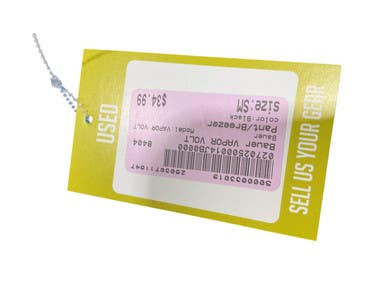 USED
SELL US YOUR GEAR
5000033015
Bauer VAPOR VOLT 8404
Bauer Model:VAPOR VOLT
Pant/Breezer
color:Black
Size:SM $34.99